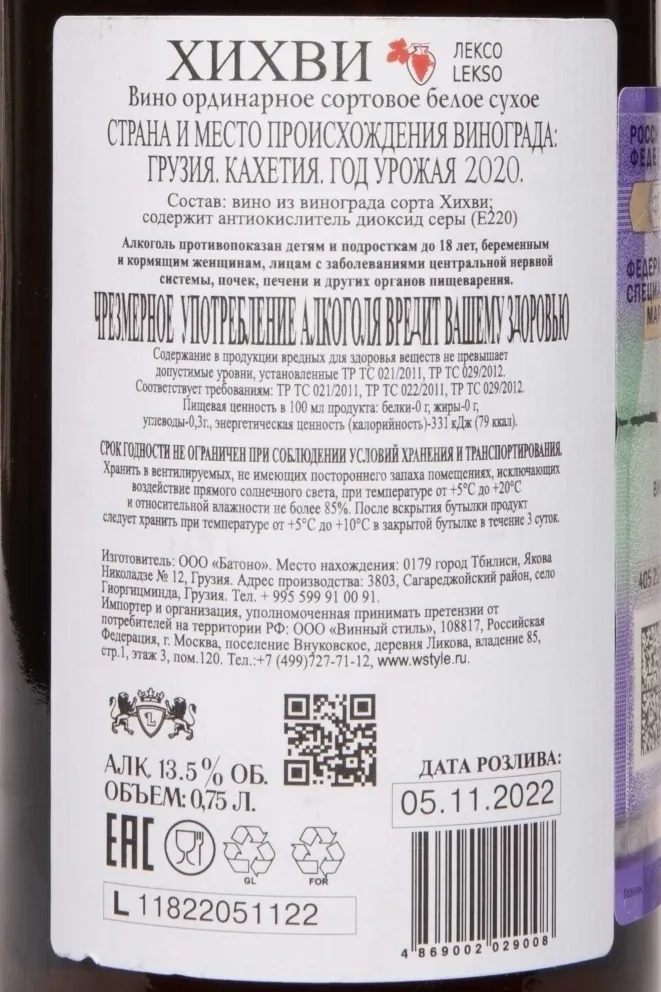 ХИХВИ
ЛЕКСО
LEKSO
Вино ординарное сортовое белое сухое
СТРАНА И МЕСТО ПРОИСХОЖДЕНИЯ ВИНОГРАДА:
ГРУЗИЯ. КАХЕТИЯ. ГОД УРОЖАЯ 2020.
Состав: вино из винограда сорта Хихви;
содержит антиокислитель диоксид серы (Е220)
Алкоголь противопоказан детям и подросткам до 18 лет, беременным
и кормящим женщинам, лицам с заболеваниями центральной нервной
системы, почек, печени и других органов пищеварения.
ЧРЕЗМЕРНОЕ УПОТРЕБЛЕНИЕ АЛКОГОЛЯ ВРЕДИТ ВАШЕМУ ЗДОРОВЬЮ
Содержание в продукции вредных для здоровья веществ не превышает
допустимые уровни, установленные ТР ТС 021/2011, ТР ТС 029/2012.
Соответствует требованиям: ТР ТС 021/2011, ТР ТС 022/2011, ТР ТС 029/2012.
Пищевая ценность в 100 мл продукта: белки-0 г, жиры-0 г,
углеводы-0,3г., энергетическая ценность (калорийность)-331 кДж (79 ккал).
СРОК ГОДНОСТИ НЕ ОГРАНИЧЕН ПРИ СОБЛЮДЕНИИ УСЛОВИЙ ХРАНЕНИЯ И ТРАНСПОРТИРОВАНИЯ.
Хранить в вентилируемых, не имеющих постороннего запаха помещениях, исключающих
воздействие прямого солнечного света, при температуре от +5°С до +20°С
и относительной влажности не более 85%. После вскрытия бутылки продукт
следует хранить при температуре от +5°С до +10°С в закрытой бутылке в течение 3 суток.
Изготовитель: ООО «Батоно». Место нахождения: 0179 город Тбилиси, Якова
Николадзе № 12, Грузия. Адрес производства: 3803, Сагареджойский район, село
Гиоргицминда, Грузия. Тел. + 995 599 91 00 91.
Импортер и организация, уполномоченная принимать претензии от
потребителей на территории РФ: ООО «Винный стиль», 108817, Российская
Федерация, г. Москва, поселение Внуковское, деревня Ликова, владение 85,
стр.1, этаж 3, пом.120. Тел.:+7 (499)727-71-12, www.wstyle.ru.
АЛК. 13.5% ОБ.
ОБЪЕМ: 0,75 Л.
ДАТА РОЗЛИВА:
05.11.2022
EAC
GL
FOR
L 11822051122
4 869002 029008